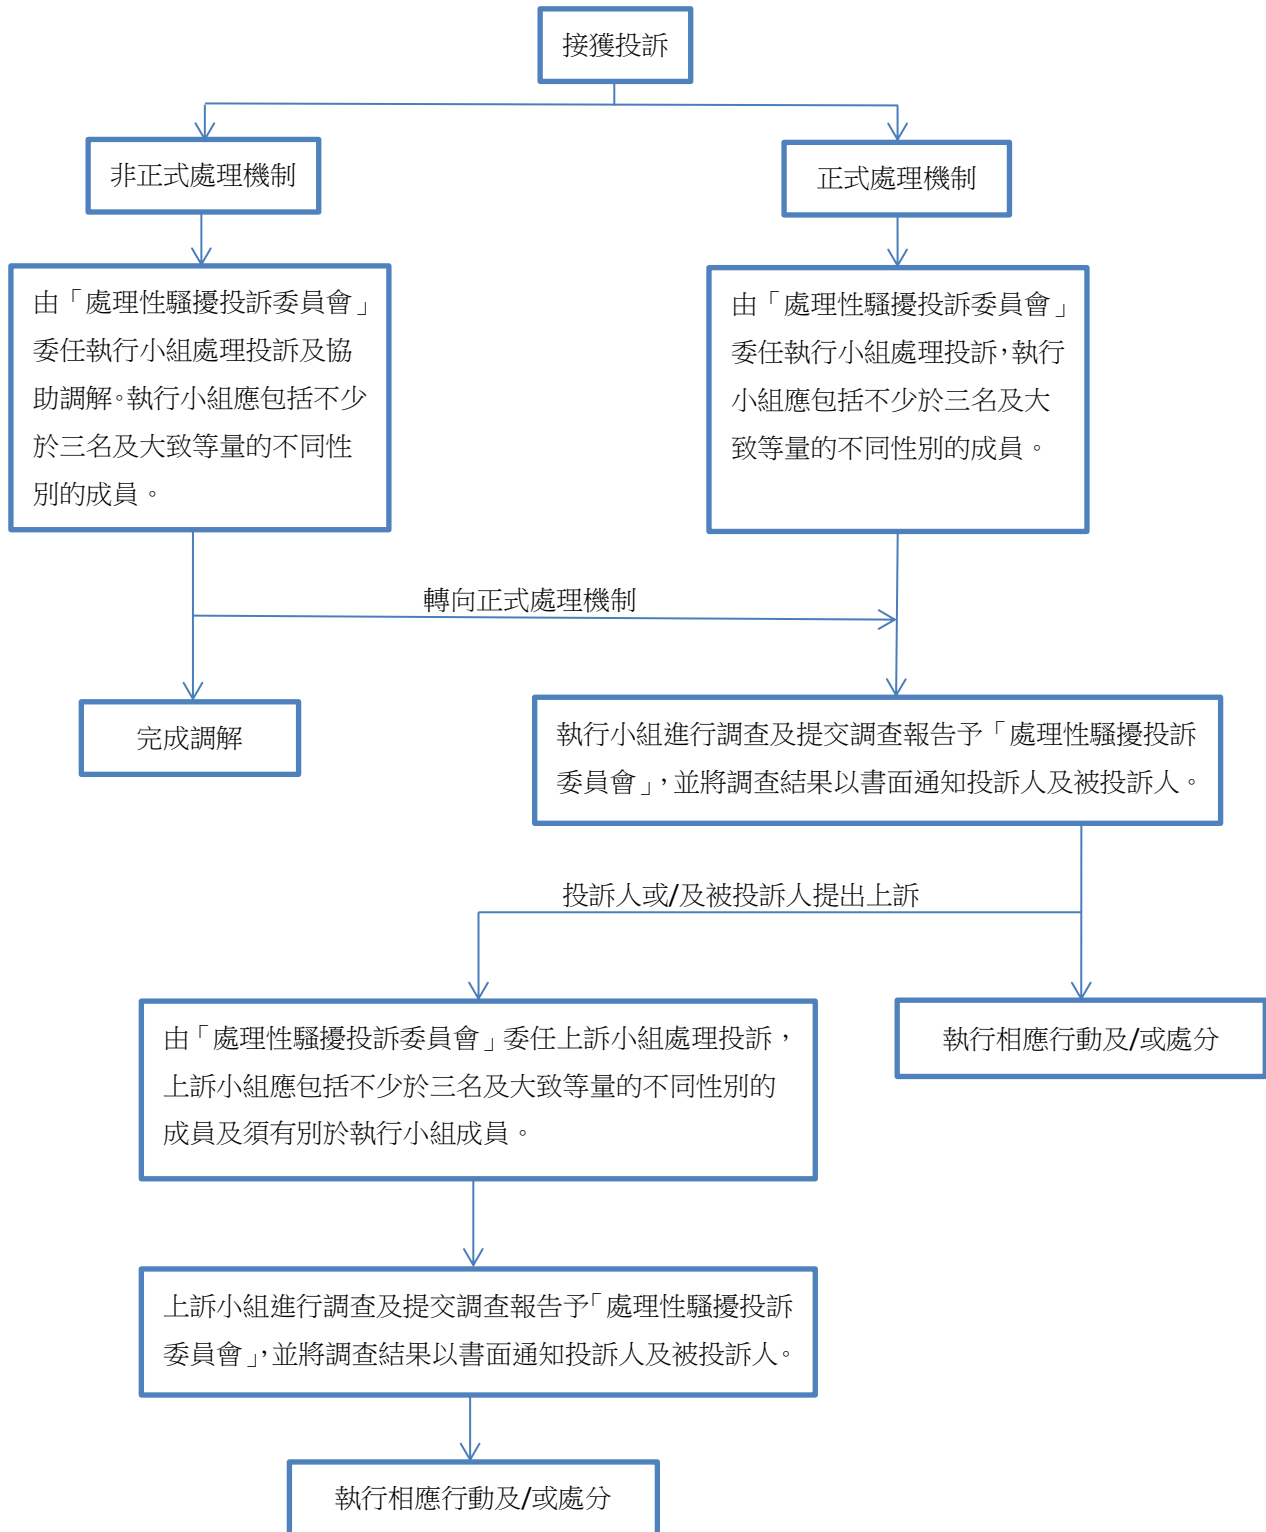 接獲投訴
非正式處理機制
正式處理機制
由「處理性騷擾投訴委員會」
委任執行小組處理投訴及協
助調解。執行小組應包括不少
於三名及大致等量的不同性
別的成員。
由「處理性騷擾投訴委員會」
委任執行小組處理投訴，執行
小組應包括不少於三名及大
致等量的不同性別的成員。
轉向正式處理機制
完成調解
執行小組進行調查及提交調查報告予「處理性騷擾投訴
委員會」，並將調查結果以書面通知投訴人及被投訴人。
投訴人或/及被投訴人提出上訴
由「處理性騷擾投訴委員會」委任上訴小組處理投訴，
上訴小組應包括不少於三名及大致等量的不同性別的
成員及須有別於執行小組成員。
執行相應行動及/或處分
上訴小組進行調查及提交調查報告予「處理性騷擾投訴
委員會」，並將調查結果以書面通知投訴人及被投訴人。
執行相應行動及/或處分